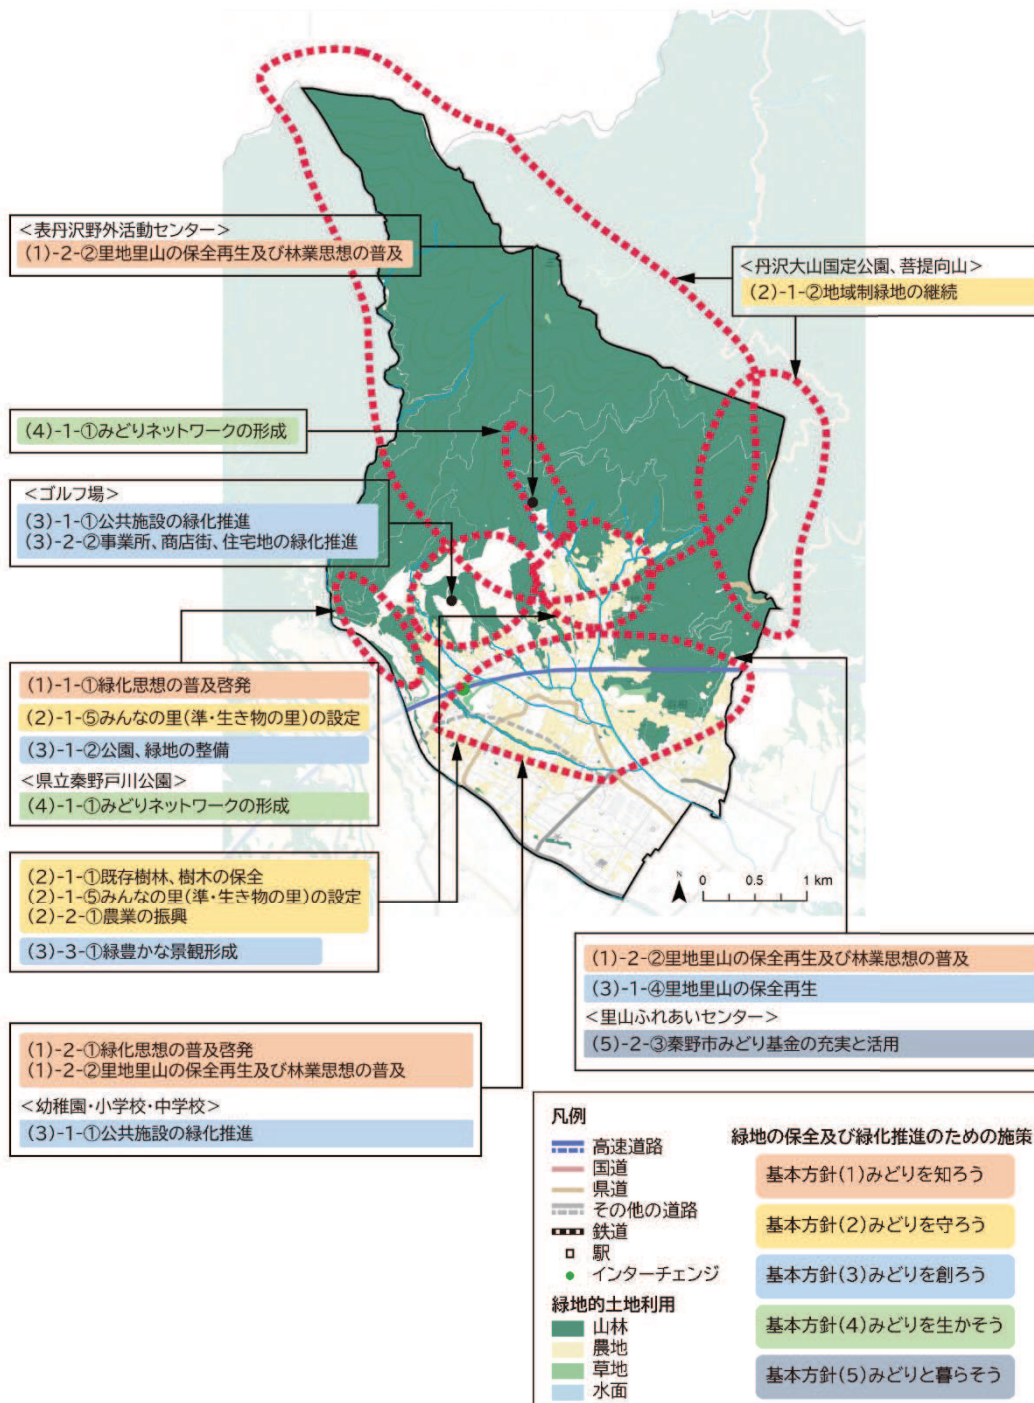 <表丹沢野外活動センター>
(1)-2-②里地里山の保全再生及び林業思想の普及
<丹沢大山国定公園、菩提向山>
(2)-1-②地域制緑地の継続
(4)-1-①みどりネットワークの形成
<ゴルフ場>
(3)-1-①公共施設の緑化推進
(3)-2-②事業所、商店街、住宅地の緑化推進
(1)-1-①緑化思想の普及啓発
(2)-1-⑤みんなの里(準・生き物の里)の設定
(3)-1-②公園、緑地の整備
<県立秦野戸川公園>
(4)-1-①みどりネットワークの形成
(2)-1-①既存樹林、樹木の保全
(2)-1-⑤みんなの里(準・生き物の里)の設定
(2)-2-①農業の振興
(3)-3-①緑豊かな景観形成
N
0 0.5 1 km
(1)-2-②里地里山の保全再生及び林業思想の普及
(3)-1-④里地里山の保全再生
<里山ふれあいセンター>
(5)-2-③秦野市みどり基金の充実と活用
(1)-2-①緑化思想の普及啓発
(1)-2-②里地里山の保全再生及び林業思想の普及
<幼稚園・小学校・中学校>
(3)-1-①公共施設の緑化推進
凡例
高速道路
国道
県道
その他の道路
鉄道
駅
インターチェンジ
緑地的土地利用
山林
農地
草地
水面
緑地の保全及び緑化推進のための施策
基本方針(1)みどりを知ろう
基本方針(2)みどりを守ろう
基本方針(3)みどりを創ろう
基本方針(4)みどりを生かそう
基本方針(5)みどりと暮らそう